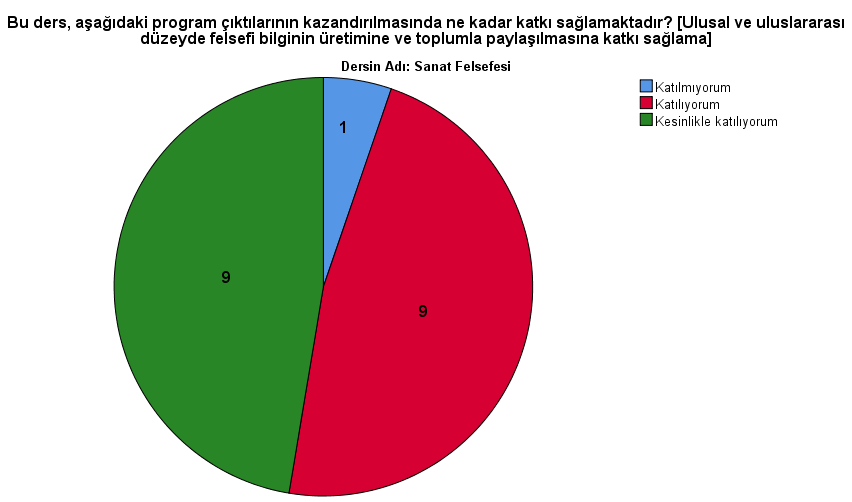 Bu ders, aşağıdaki program çıktılarının kazandırılmasında ne kadar katkı sağlamaktadır? [Ulusal ve uluslararası
düzeyde felsefi bilginin üretimine ve toplumla paylaşılmasına katkı sağlama]
Dersin Adı: Sanat Felsefesi
Katılmıyorum
Katılıyorum
Kesinlikle katılıyorum
1
9
9